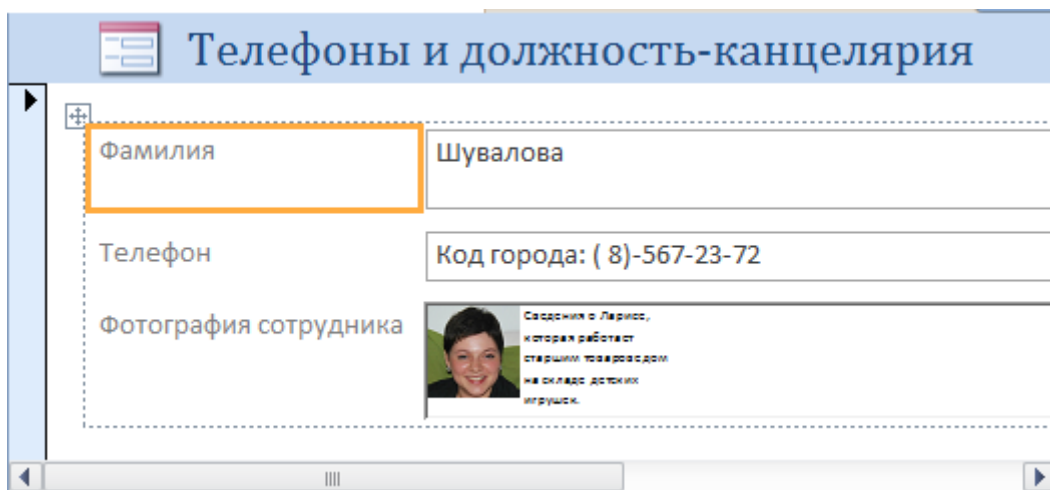 Телефоны и должность-канцелярия
Фамилия
Шувалова
Телефон
Код города: ( 8)-567-23-72
Фотография сотрудника
Сведения о Ларисе,
которая работает
старшим товароведом
на складе детских
игрушек.